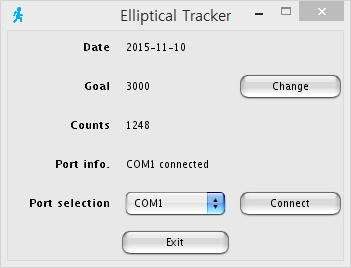 Elliptical Tracker
Date 2015-11-10
Goal 3000 Change
Counts 1248
Port info. COM1 connected
Port selection COM1 Connect
Exit